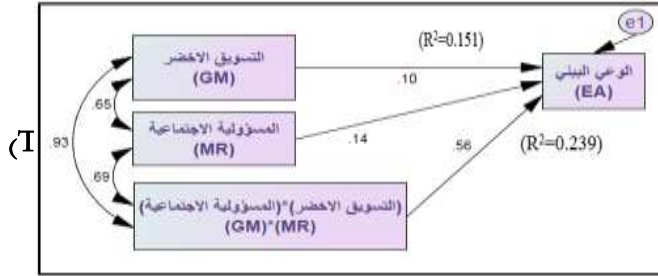 e1
(R²=0.151)
التسويق الاخضر
(GM)
الوعي البيئي
(EA)
.10
.65
المسؤولية الاجتماعية
(MR)
.14
.93
.56
(R²=0.239)
.69
(التسويق الاخضر)*(المسؤولية الاجتماعية)
(GM)*(MR)